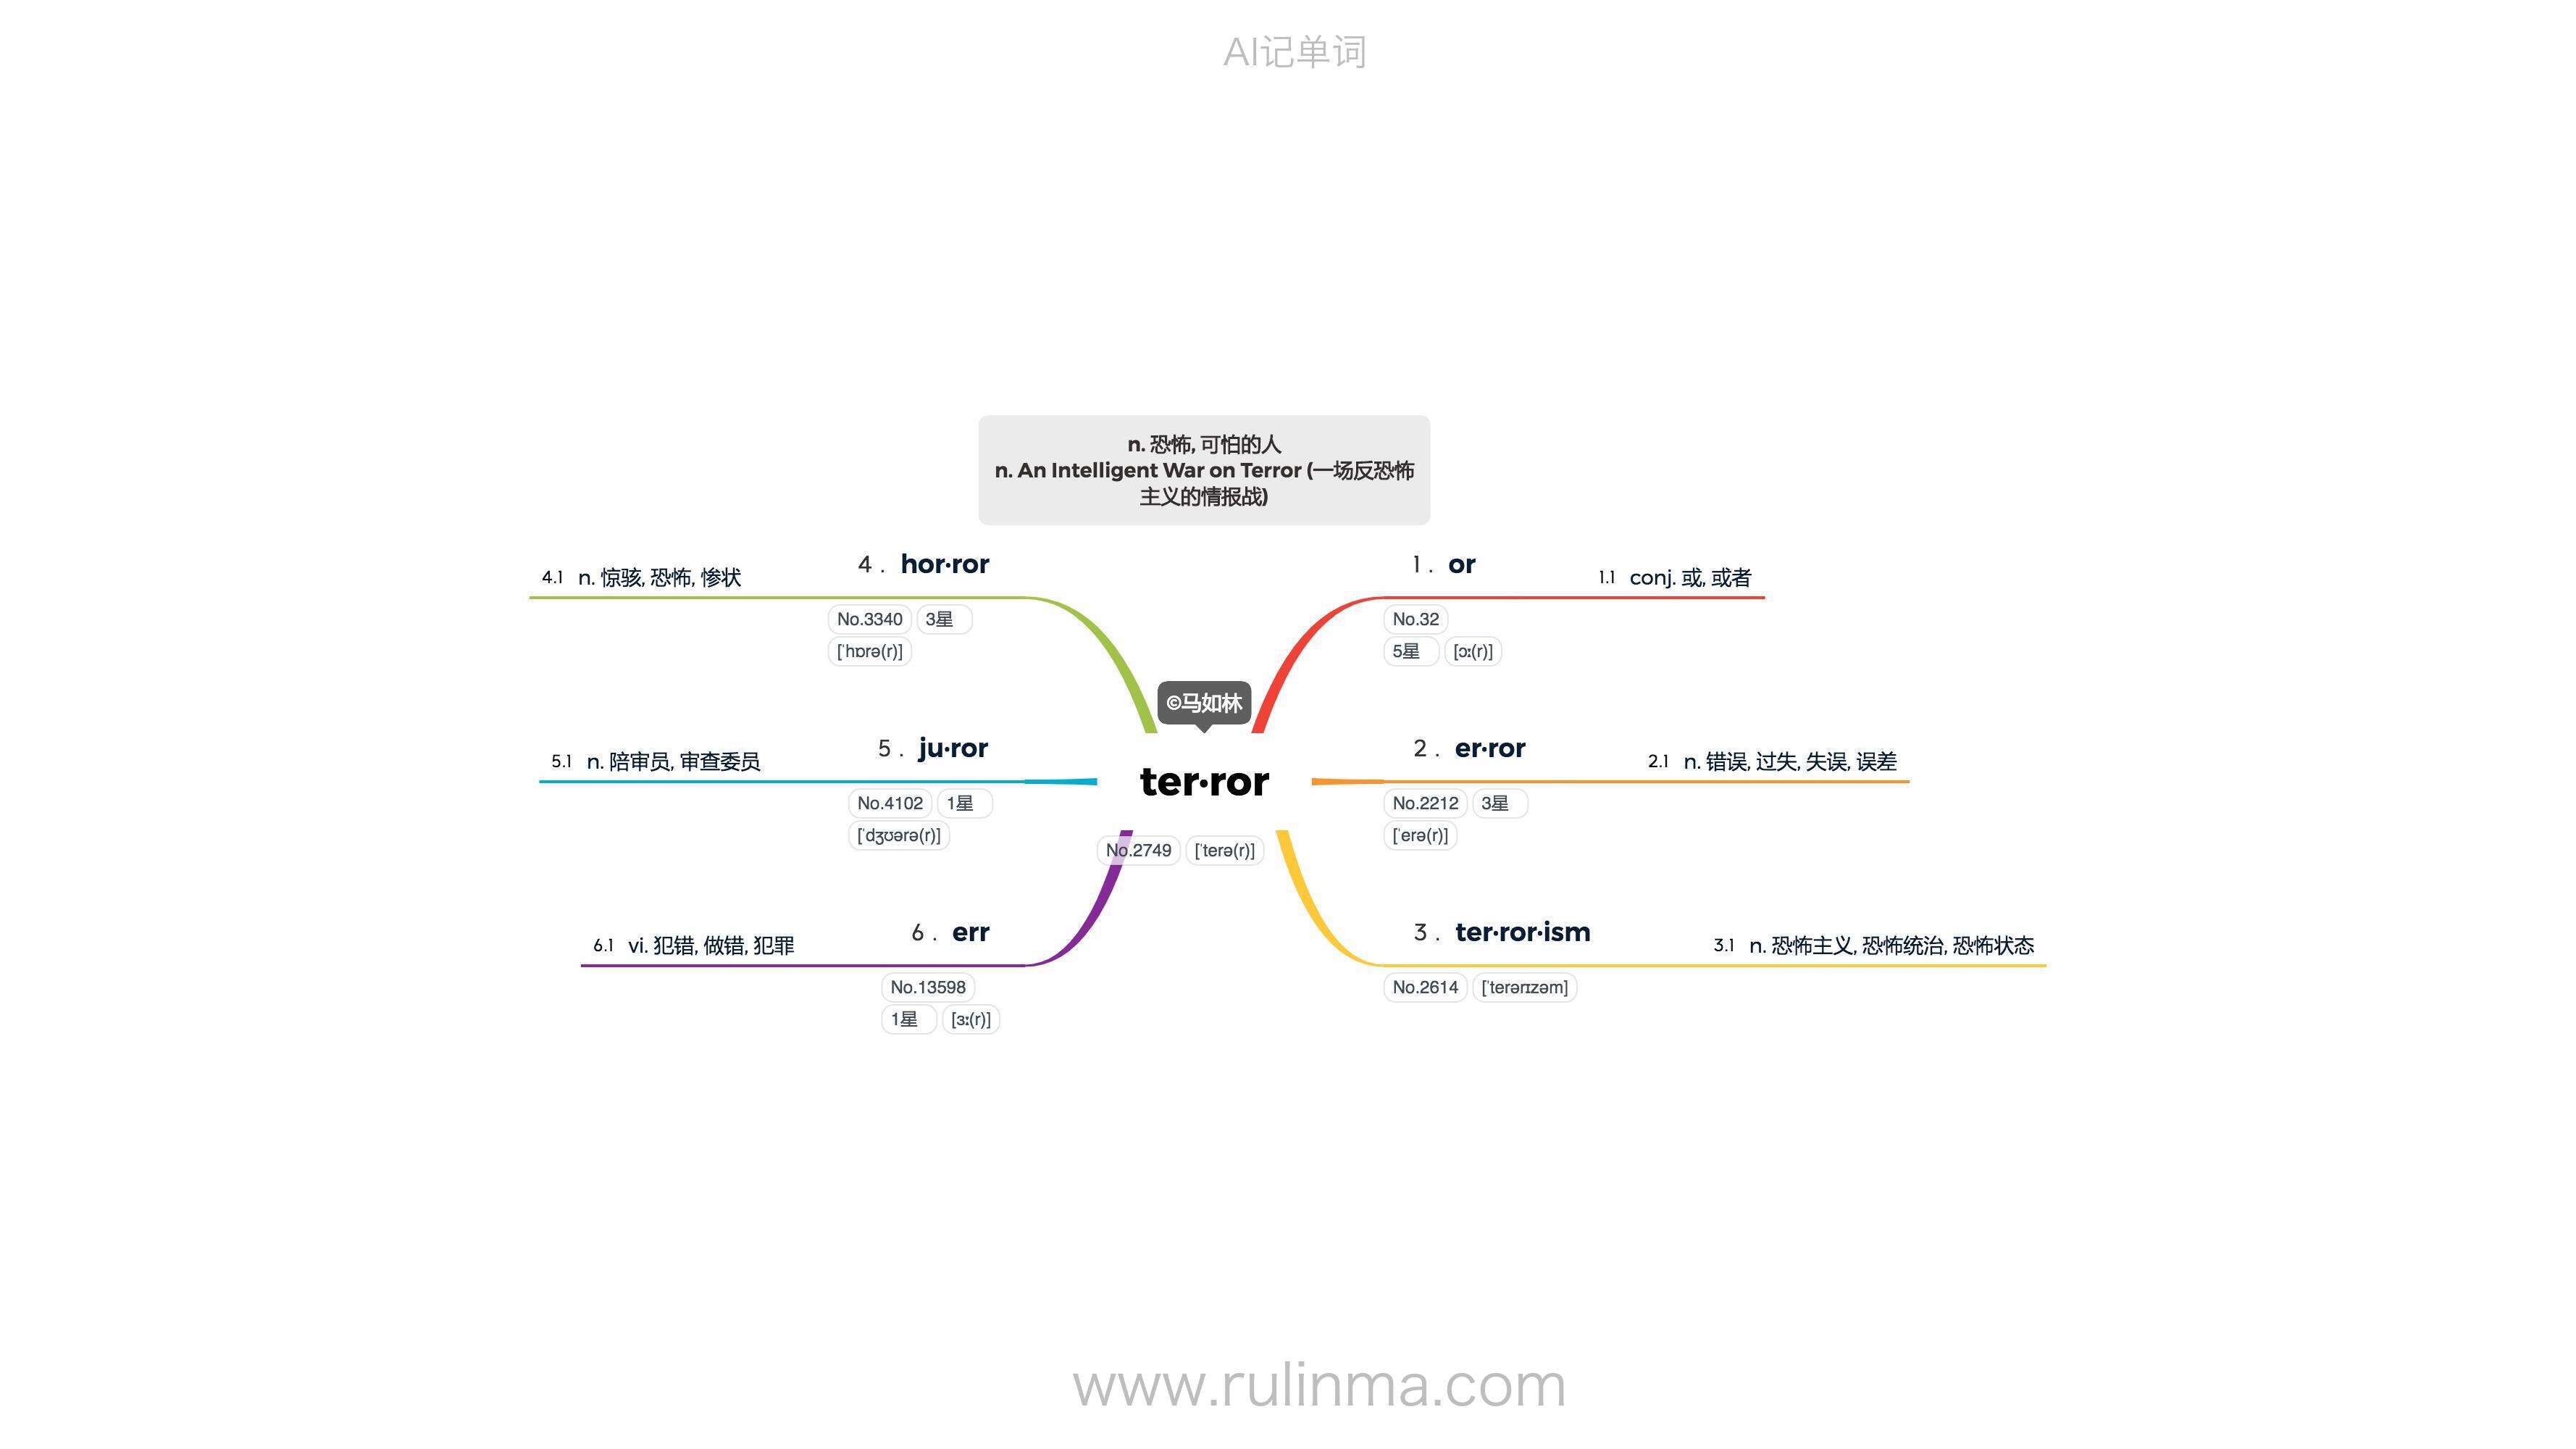 AI记单词
n. 恐怖, 可怕的人
n. An Intelligent War on Terror (一场反恐怖
主义的情报战)
©马如林
ter·ror
No.2749 [ˈterə(r)]
1 . or
1.1 conj. 或, 或者
No.32
5星 [ɔː(r)]
2 . er·ror
2.1 n. 错误, 过失, 失误, 误差
No.2212 3星
[ˈerə(r)]
3 . ter·ror·ism
3.1 n. 恐怖主义, 恐怖统治, 恐怖状态
No.2614 [ˈterərɪzəm]
4 . hor·ror
4.1 n. 惊骇, 恐怖, 惨状
No.3340 3星
[ˈhɒrə(r)]
5 . ju·ror
5.1 n. 陪审员, 审查委员
No.4102 1星
[ˈdʒʊərə(r)]
6 . err
6.1 vi. 犯错, 做错, 犯罪
No.13598
1星 [ɜː(r)]
www.rulinma.com